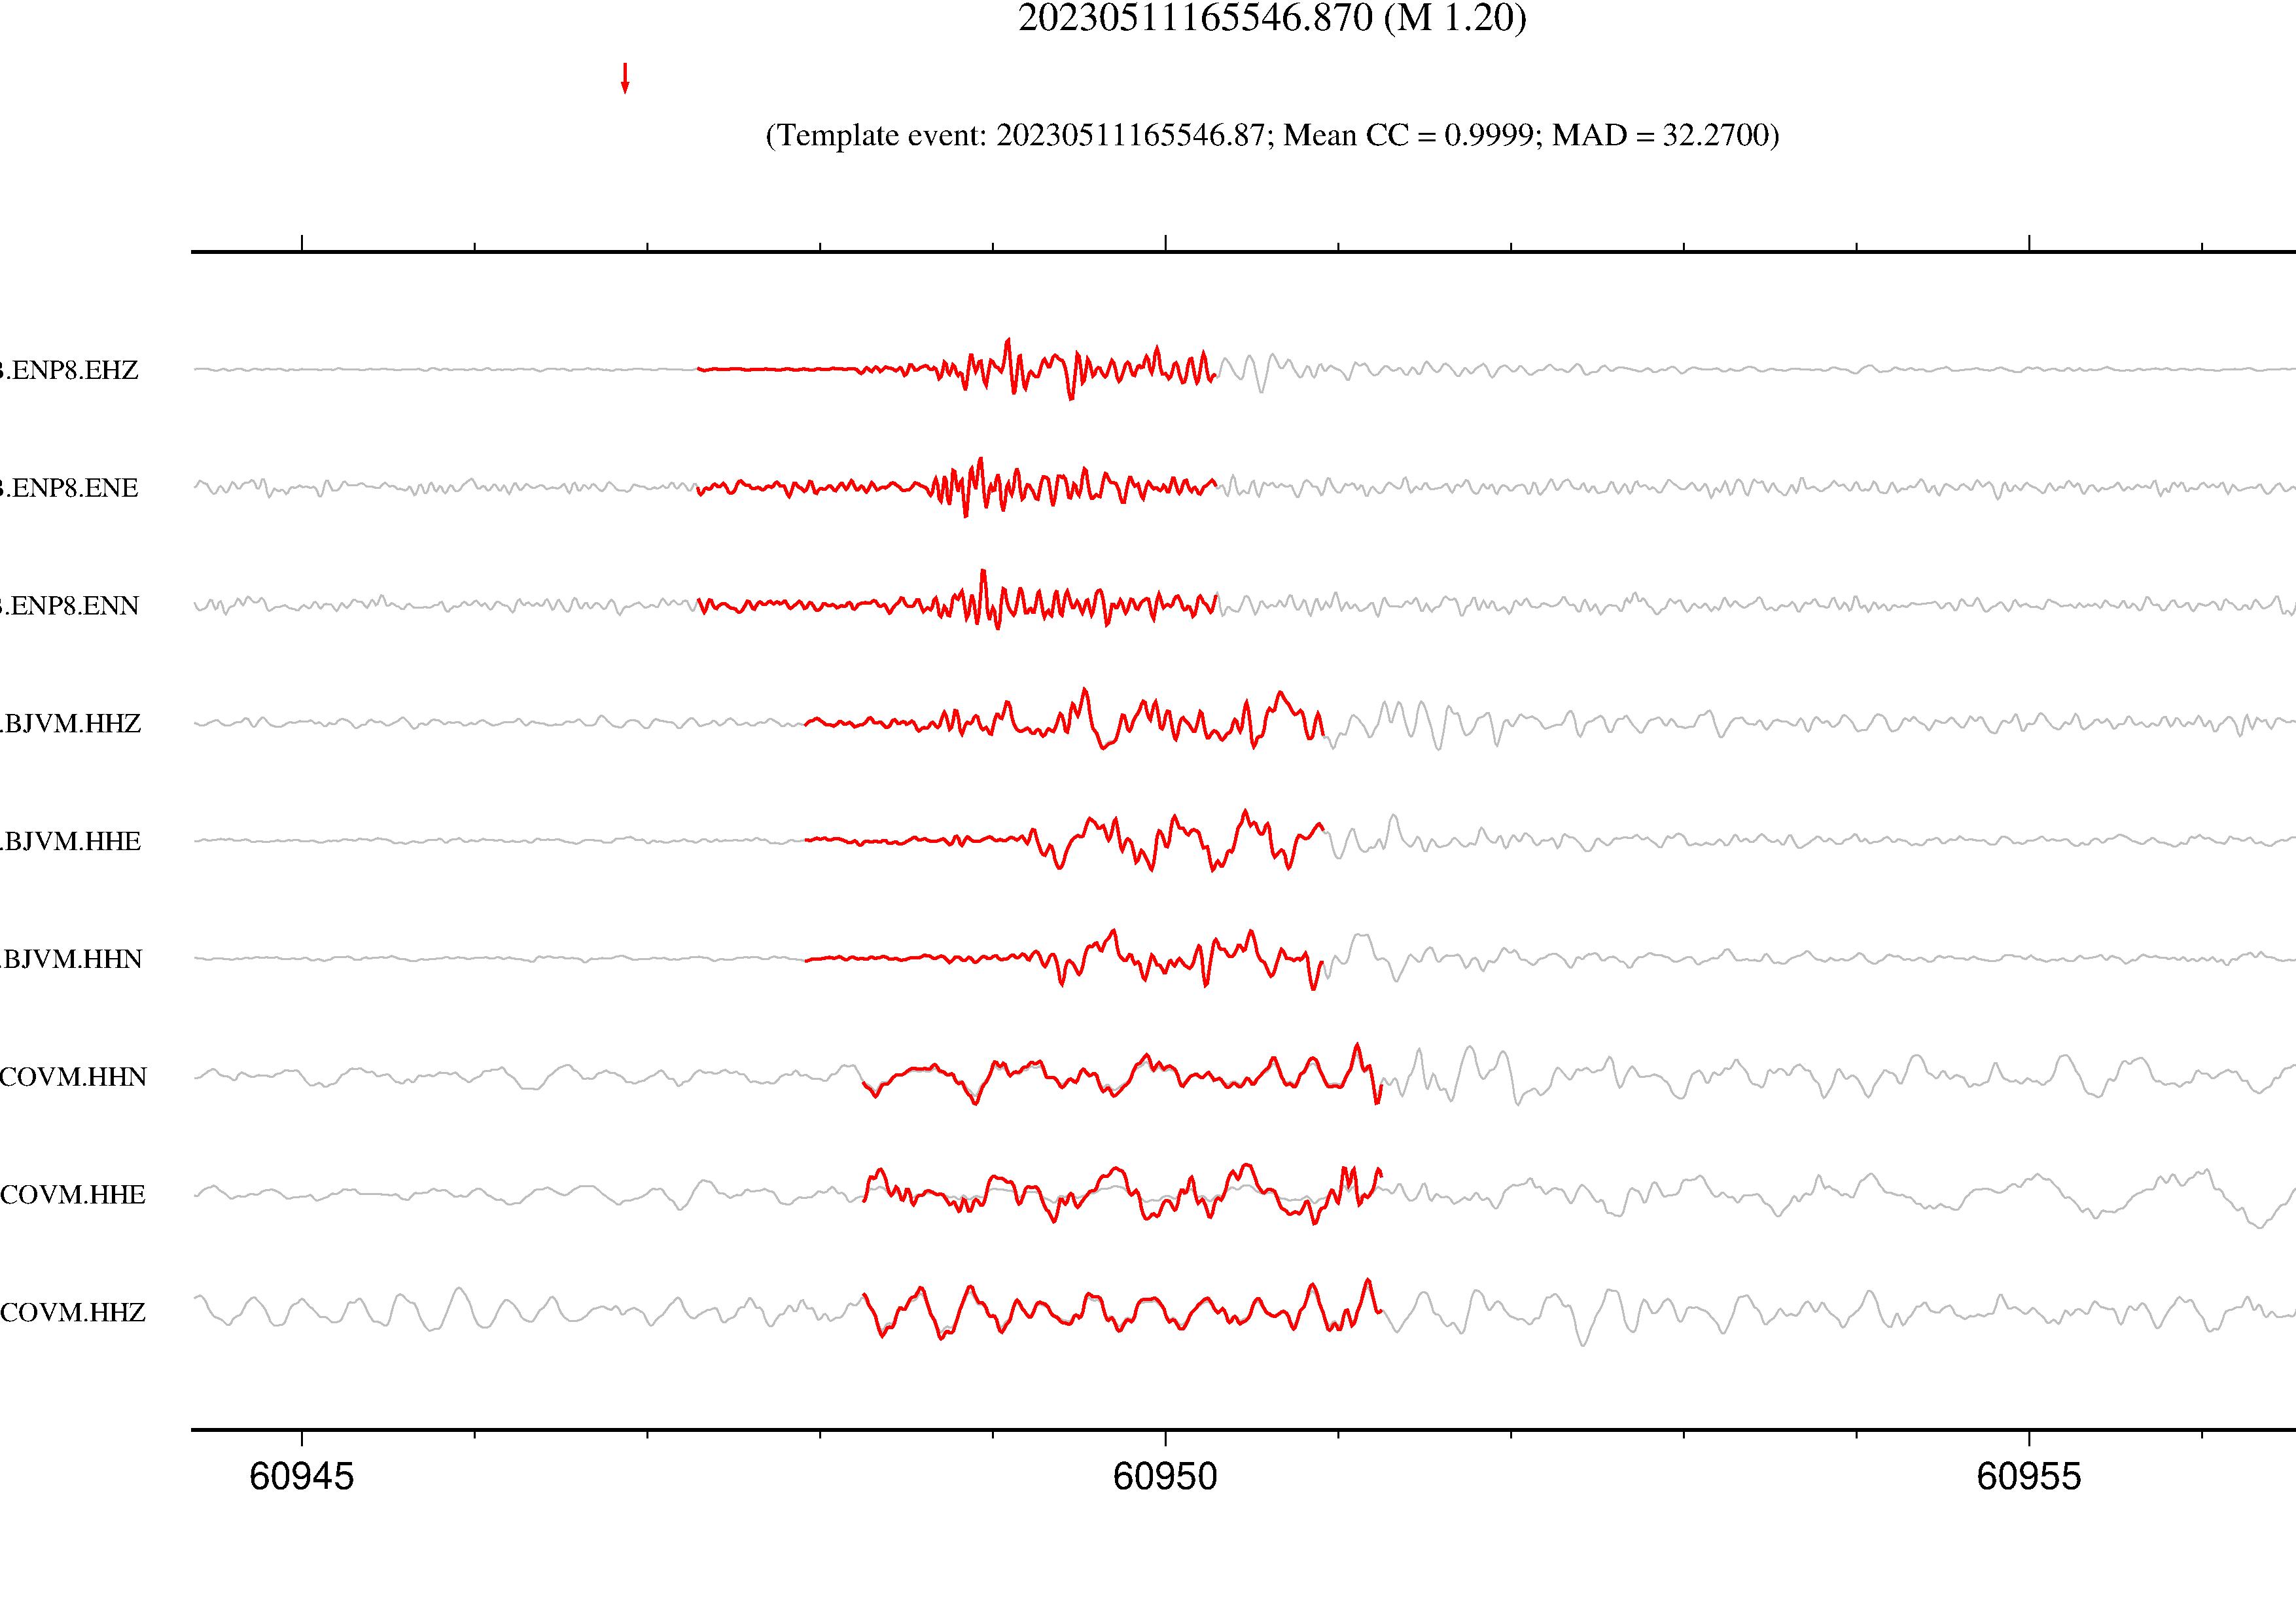 20230511165546.870 (M 1.20)
(Template event: 20230511165546.87; Mean CC = 0.9999; MAD = 32.2700)
.ENP8.EHZ
.ENP8.ENE
.ENP8.ENN
.BJVM.HHZ
.BJVM.HHE
.BJVM.HHN
COVM.HHN
COVM.HHE
COVM.HHZ
60945 60950 60955